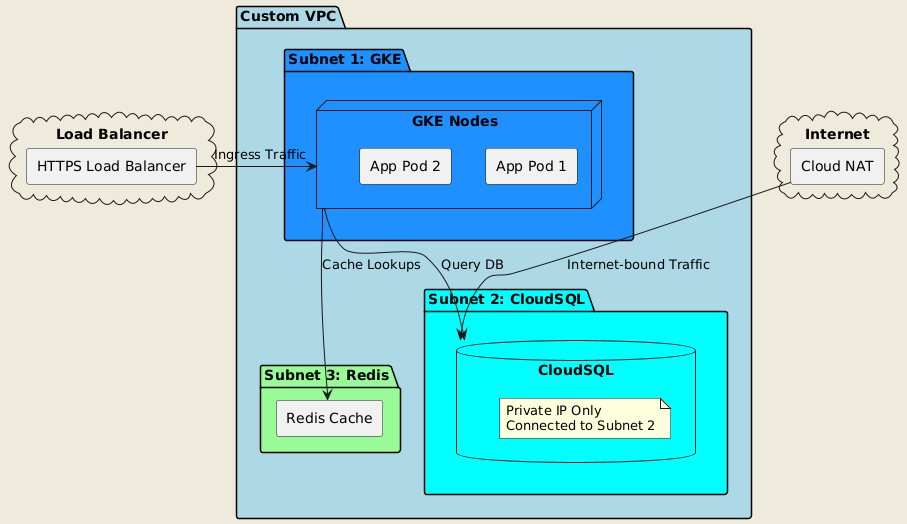 Custom VPC
Subnet 1: GKE
GKE Nodes
App Pod 2
App Pod 1
Load Balancer
HTTPS Load Balancer
Ingress Traffic
Internet
Cloud NAT
Cache Lookups
Query DB
Internet-bound Traffic
Subnet 2: CloudSQL
CloudSQL
Private IP Only
Connected to Subnet 2
Subnet 3: Redis
Redis Cache